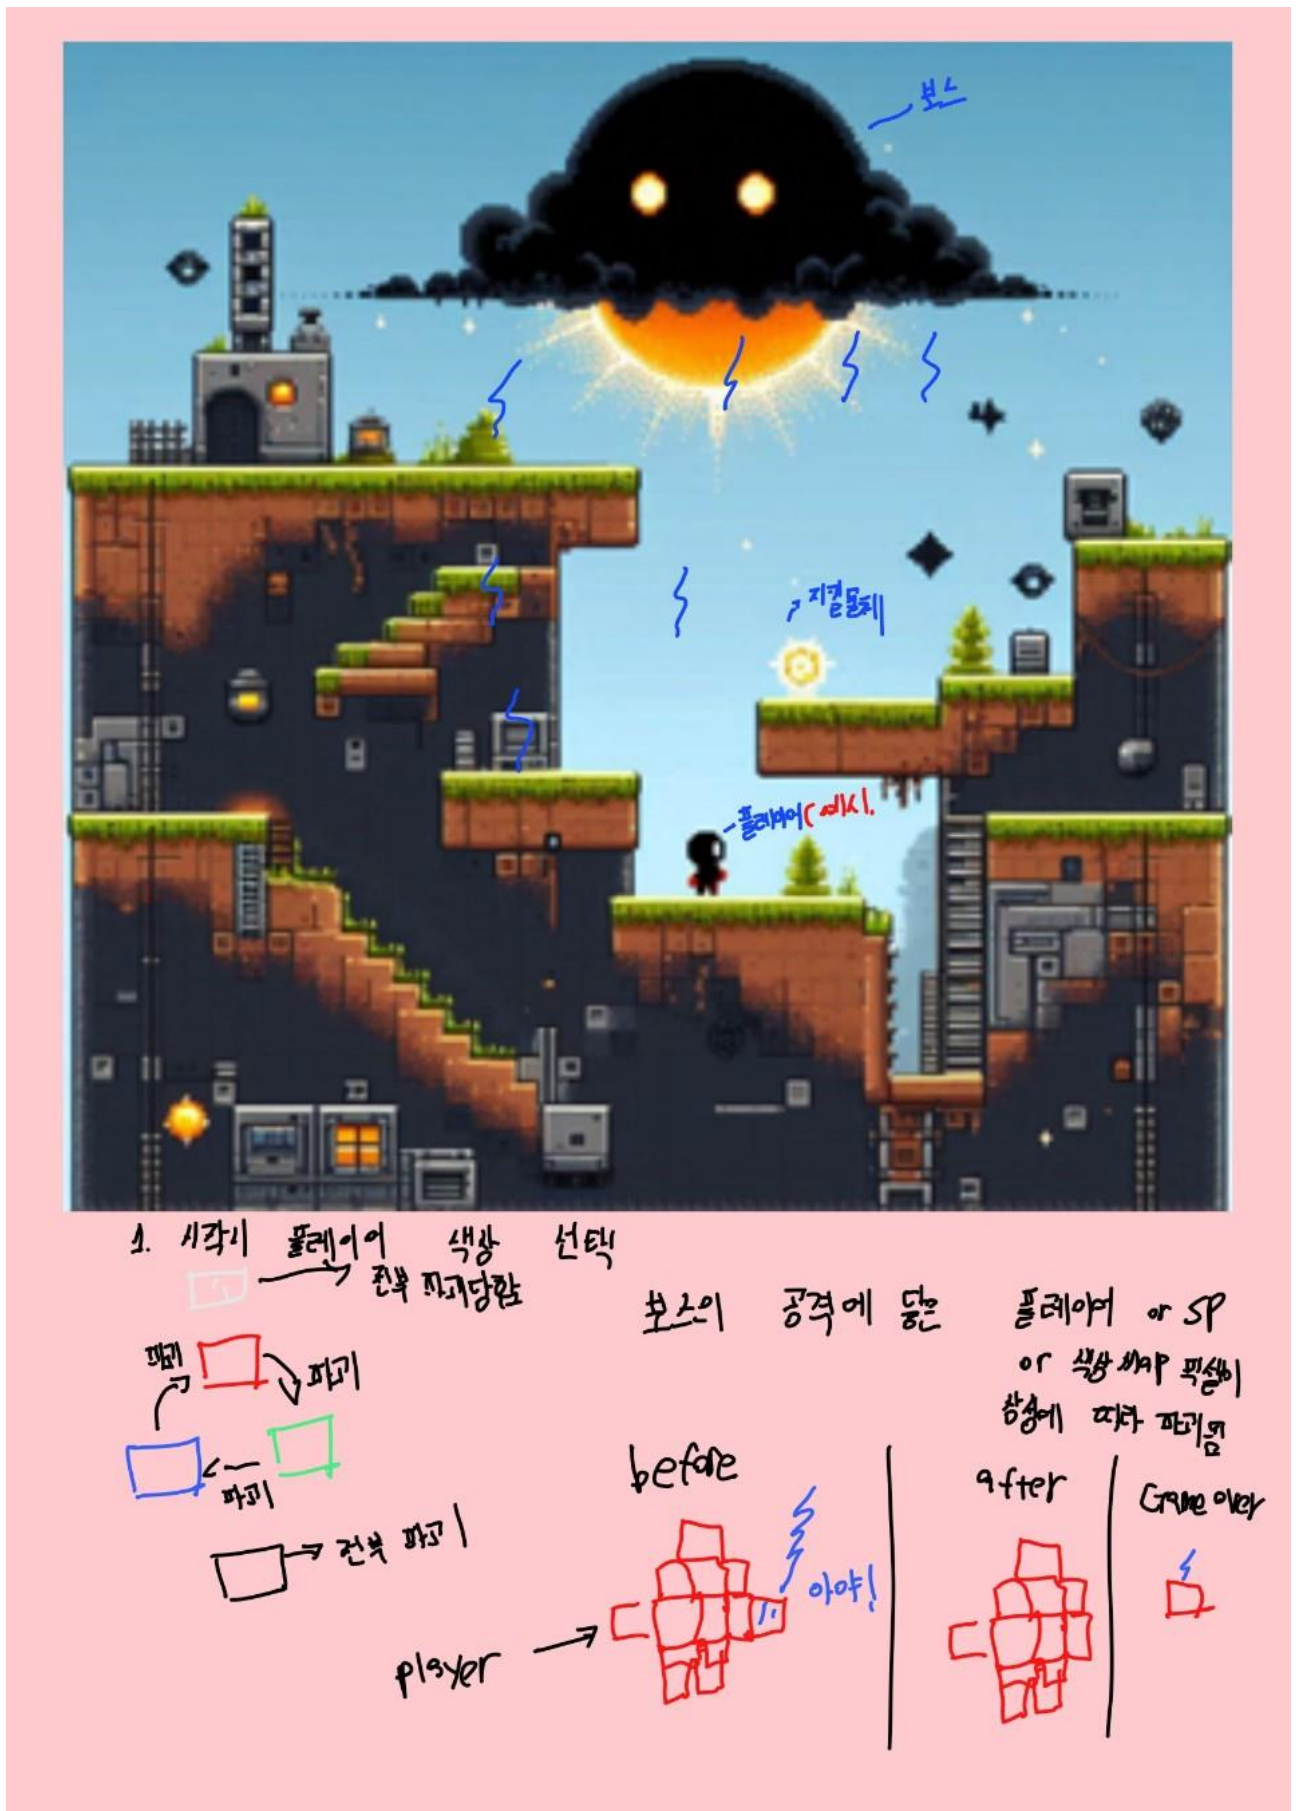 보스
지킬물체
플레이어(예시.
1. 시작시 플레이어 색상 선택
전부 파괴당함
보스의 공격에 닿은 플레이어 or SP
or 색상 map 픽셀이
상성에 따라 파괴됨
파괴
파괴
파괴
전부 파괴
before
after
Game over
아야!
player